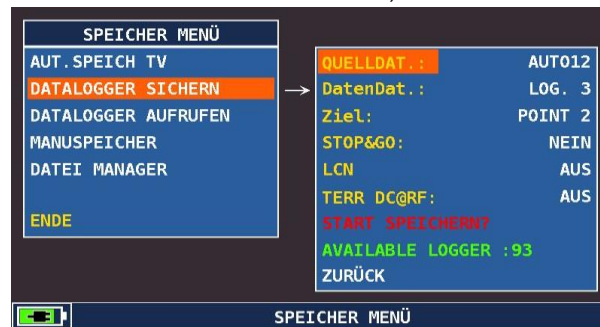 SPEICHER MENÜ
AUT.SPEICH TV
DATALOGGER SICHERN
DATALOGGER AUFRUFEN
MANUSPEICHER
DATEI MANAGER
ENDE
QUELLDAT.: AUTO12
DatenDat.: LOG. 3
Ziel: POINT 2
STOP&GO: NEIN
LCN AUS
TERR DC@RF: AUS
START SPEICHERN?
AVAILABLE LOGGER :93
ZURÜCK
SPEICHER MENÜ